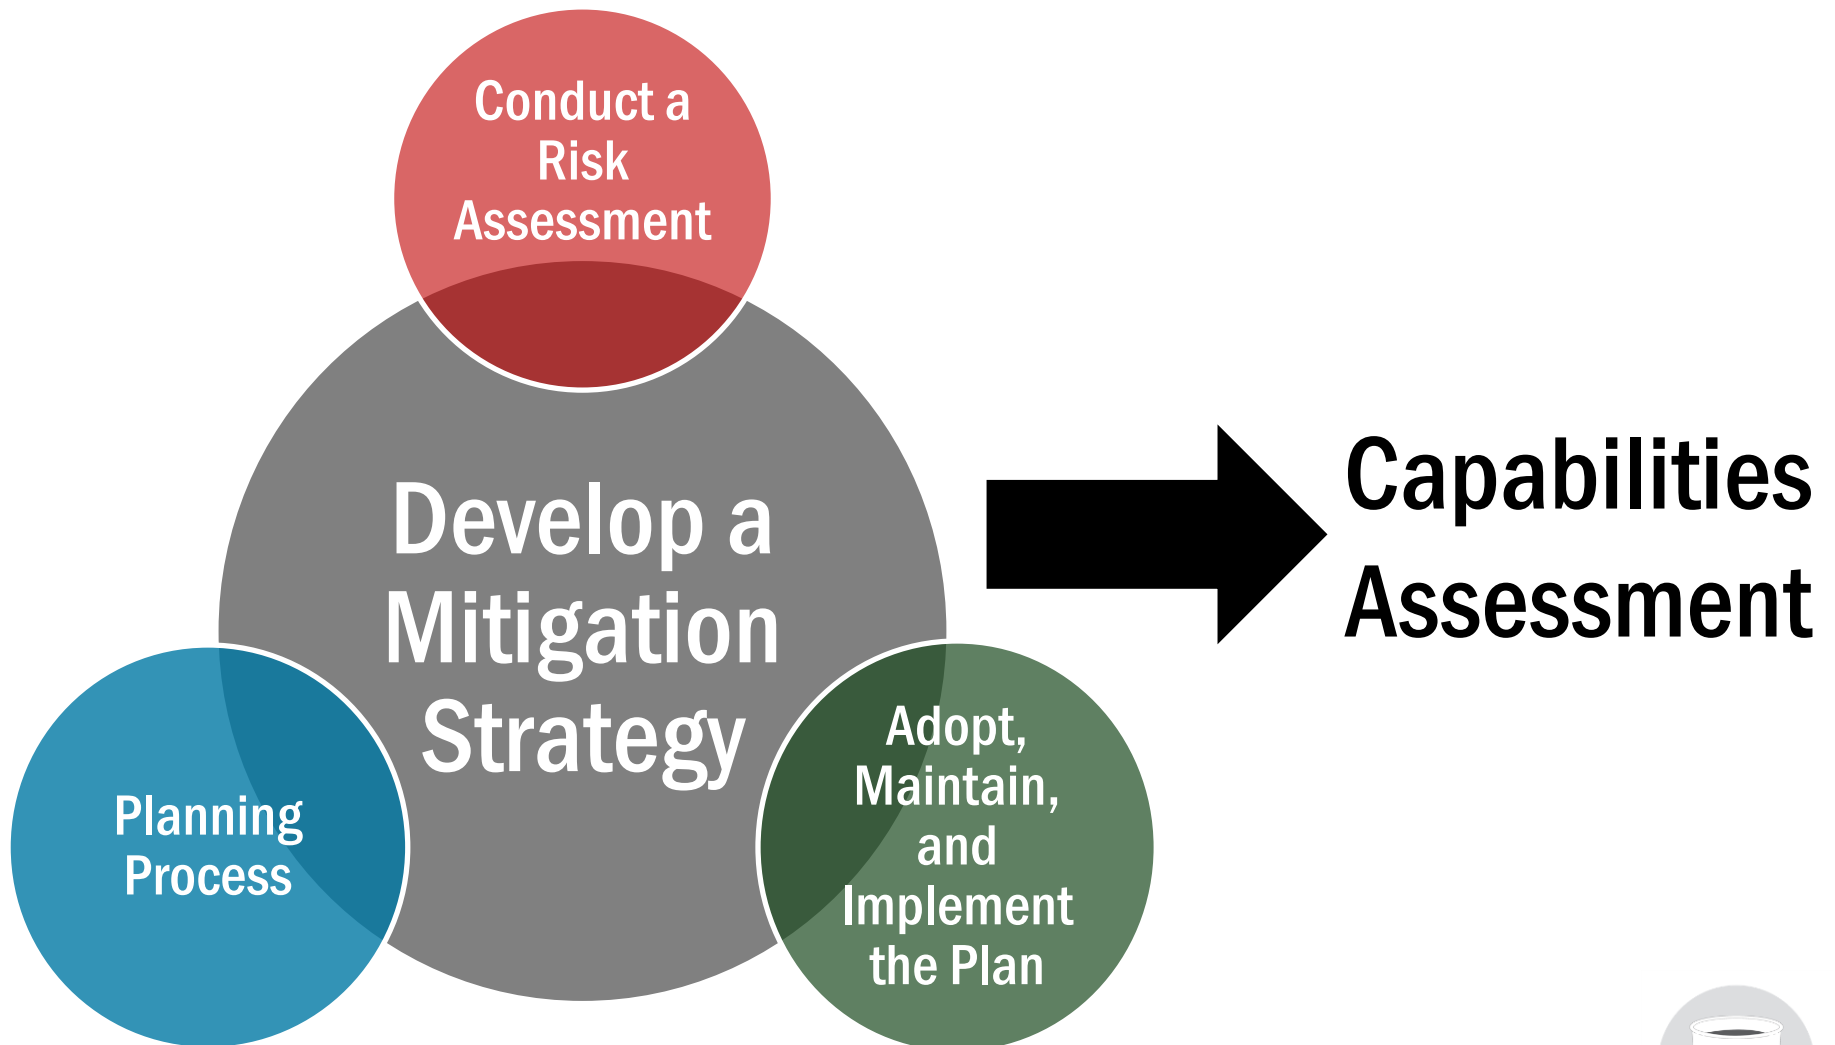 Conduct a
Risk
Assessment
Develop a
Mitigation
Strategy
Planning
Process
Adopt,
Maintain,
and
Implement
the Plan
Capabilities
Assessment